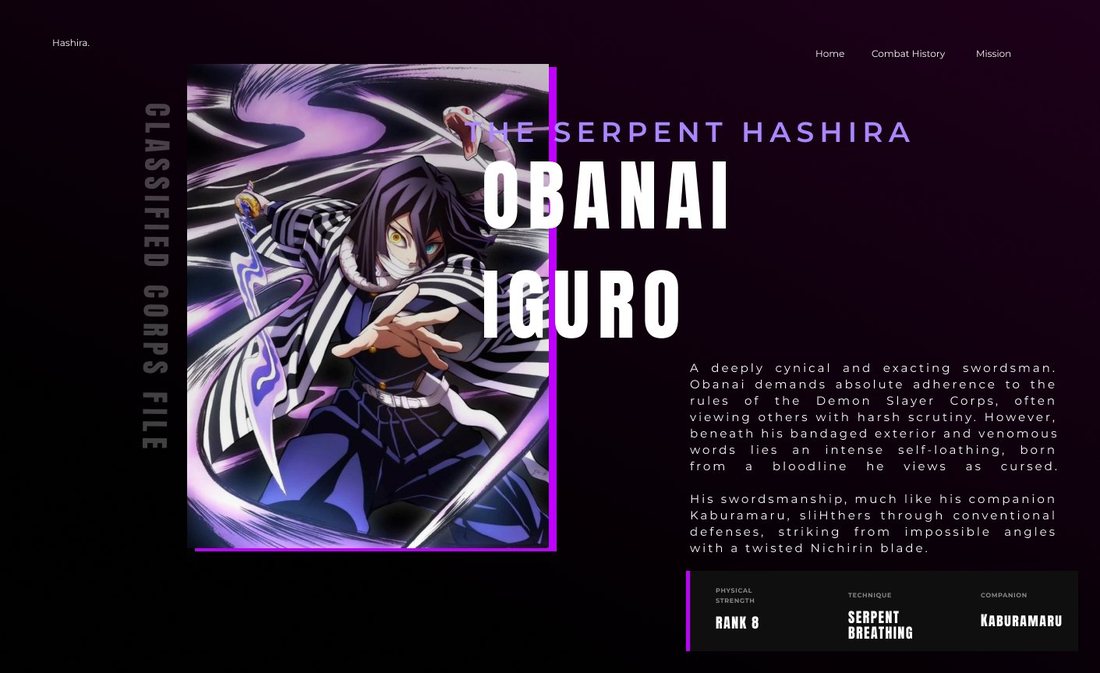 Hashira.
Home Combat History Mission
CLASSIFIED CORPS FILE
THE SERPENT HASHIRA
OBANAI
IGURO
A deeply cynical and exacting swordsman.
Obanai demands absolute adherence to the
rules of the Demon Slayer Corps, often
viewing others with harsh scrutiny. However,
beneath his bandaged exterior and venomous
words lies an intense self-loathing, born
from a bloodline he views as cursed.
His swordsmanship, much like his companion
Kaburamaru, sliHthers through conventional
defenses, striking from impossible angles
with a twisted Nichirin blade.
PHYSICAL
STRENGTH
RANK 8
TECHNIQUE
SERPENT
BREATHING
COMPANION
KABURAMARU